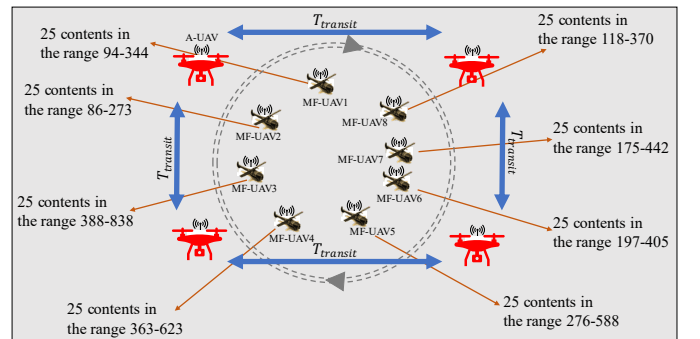 25 contents in
the range 94-344
A-UAV
T_transit
25 contents in
the range 118-370
MF-UAV1
25 contents in
the range 86-273
MF-UAV2
MF-UAV8
T_transit
T_transit
MF-UAV7
25 contents in
the range 175-442
MF-UAV3
MF-UAV6
25 contents in
the range 388-838
MF-UAV4
MF-UAV5
25 contents in
the range 197-405
T_transit
25 contents in
the range 363-623
25 contents in
the range 276-588